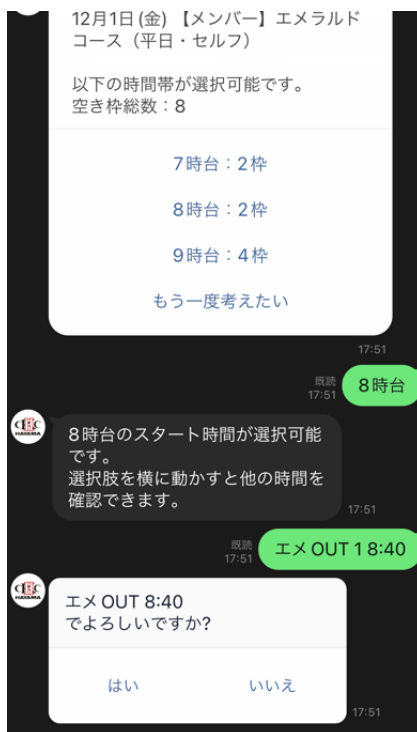 12月1日(金) 【メンバー】エメラルド
コース（平日・セルフ）
以下の時間帯が選択可能です。
空き枠総数：8
7時台：2枠
8時台：2枠
9時台：4枠
もう一度考えたい
17:51
既読
17:51
8時台
HAYAMA
8時台のスタート時間が選択可能
です。
選択肢を横に動かすと他の時間を
確認できます。
17:51
既読
17:51
エメ OUT 1 8:40
HAYAMA
エメ OUT 8:40
でよろしいですか?
はい
いいえ
17:51